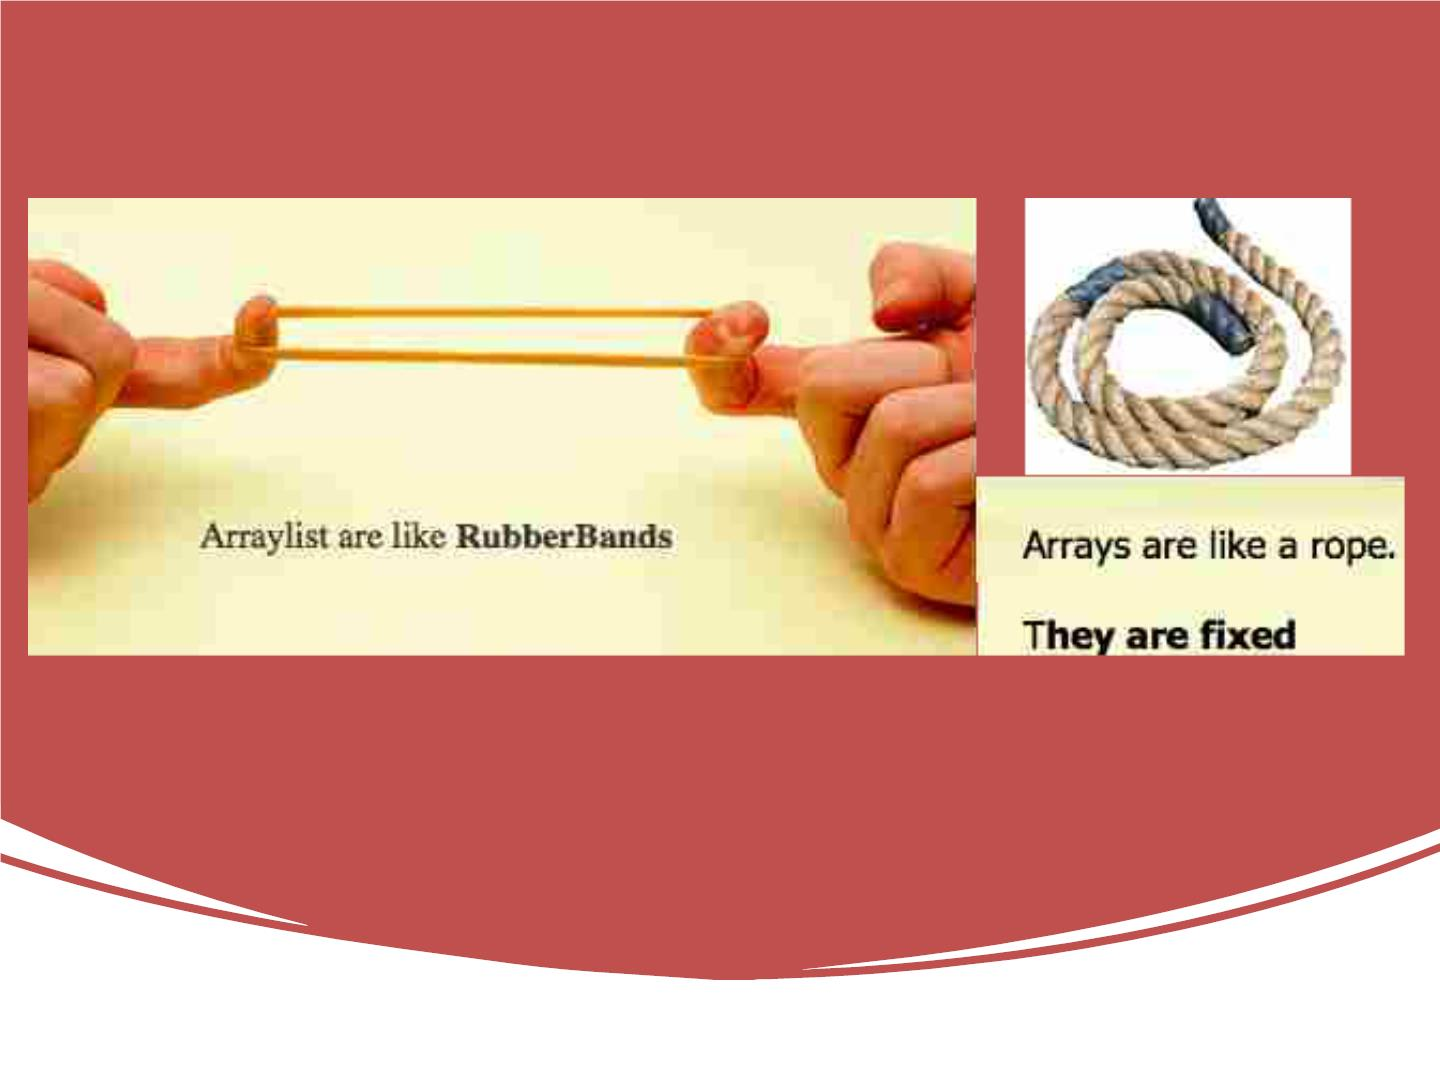 Arraylist are like RubberBands
Arrays are like a rope.
They are fixed